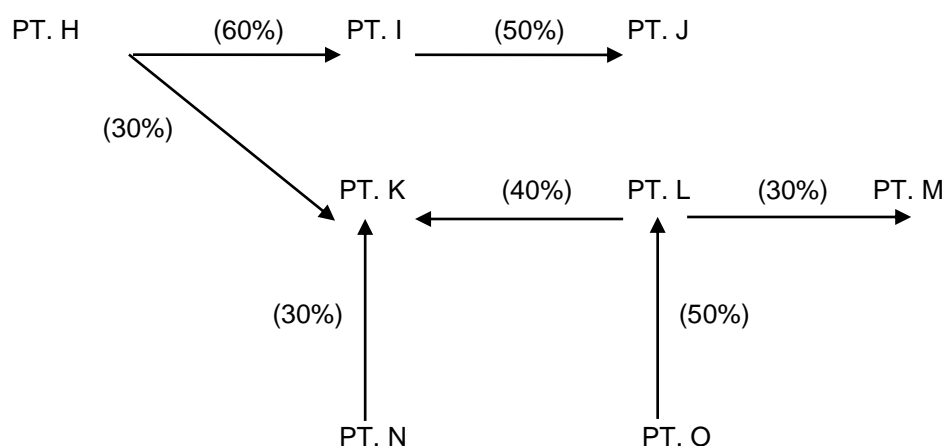 PT. H (60%) PT. I (50%) PT. J
(30%)
PT. K (40%) PT. L (30%) PT. M
(30%) (50%)
PT. N PT. O